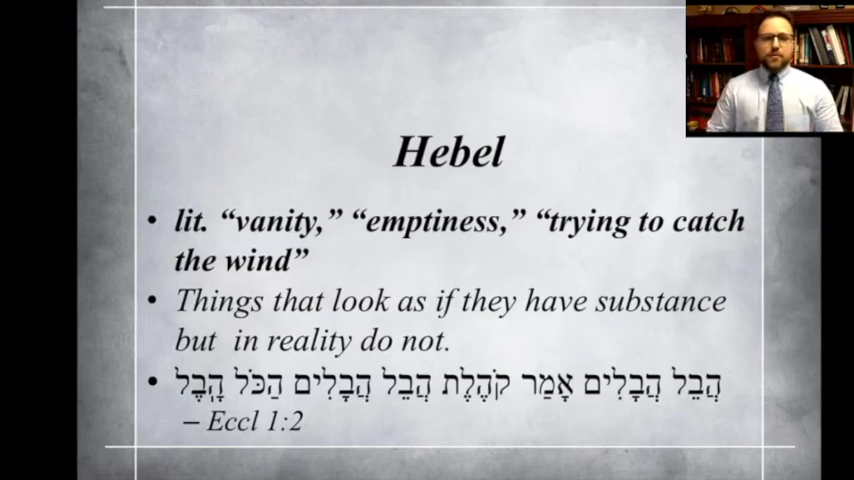 Hebel
• lit. “vanity,” “emptiness,” “trying to catch
the wind”
• Things that look as if they have substance
but in reality do not.
• הֲבֵל הֲבָלִים אָמַר קֹהֶלֶת הֲבֵל הֲבָלִים הַכֹּל הָֽבֶל
– Eccl 1:2